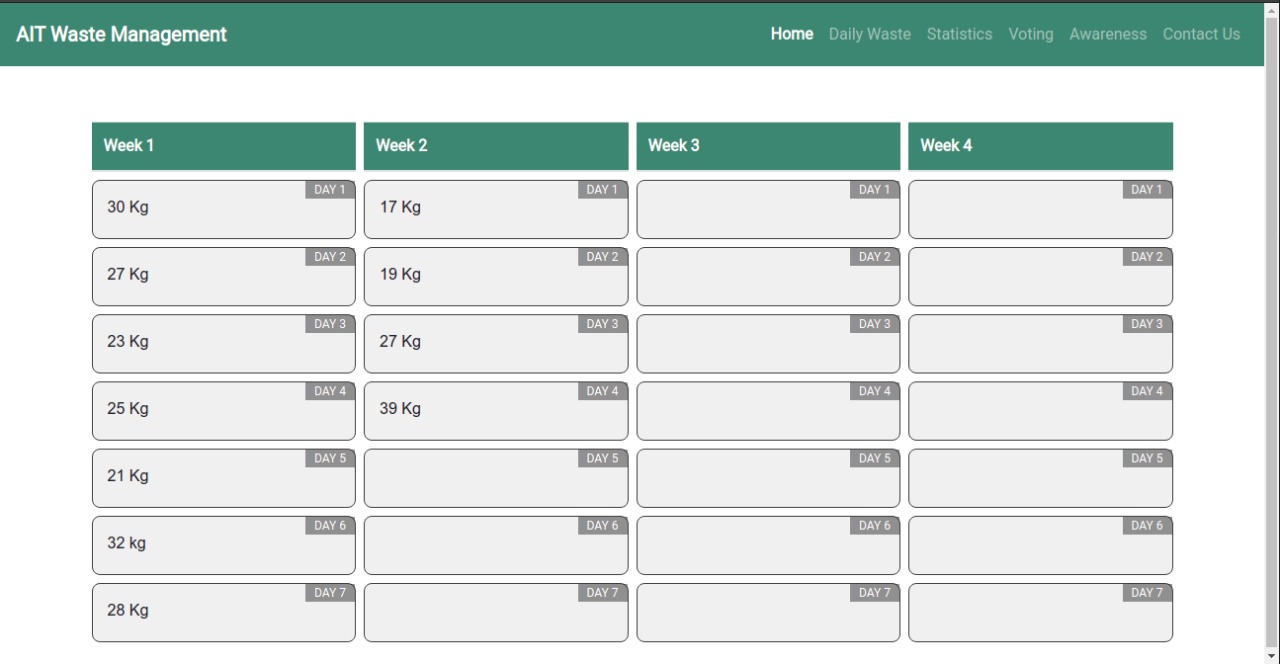 AIT Waste Management
Home Daily Waste Statistics Voting Awareness Contact Us
Week 1 Week 2 Week 3 Week 4
DAY 1 DAY 1 DAY 1 DAY 1
30 Kg 17 Kg
DAY 2 DAY 2 DAY 2 DAY 2
27 Kg 19 Kg
DAY 3 DAY 3 DAY 3 DAY 3
23 Kg 27 Kg
DAY 4 DAY 4 DAY 4 DAY 4
25 Kg 39 Kg
DAY 5 DAY 5 DAY 5 DAY 5
21 Kg
DAY 6 DAY 6 DAY 6 DAY 6
32 kg
DAY 7 DAY 7 DAY 7 DAY 7
28 Kg